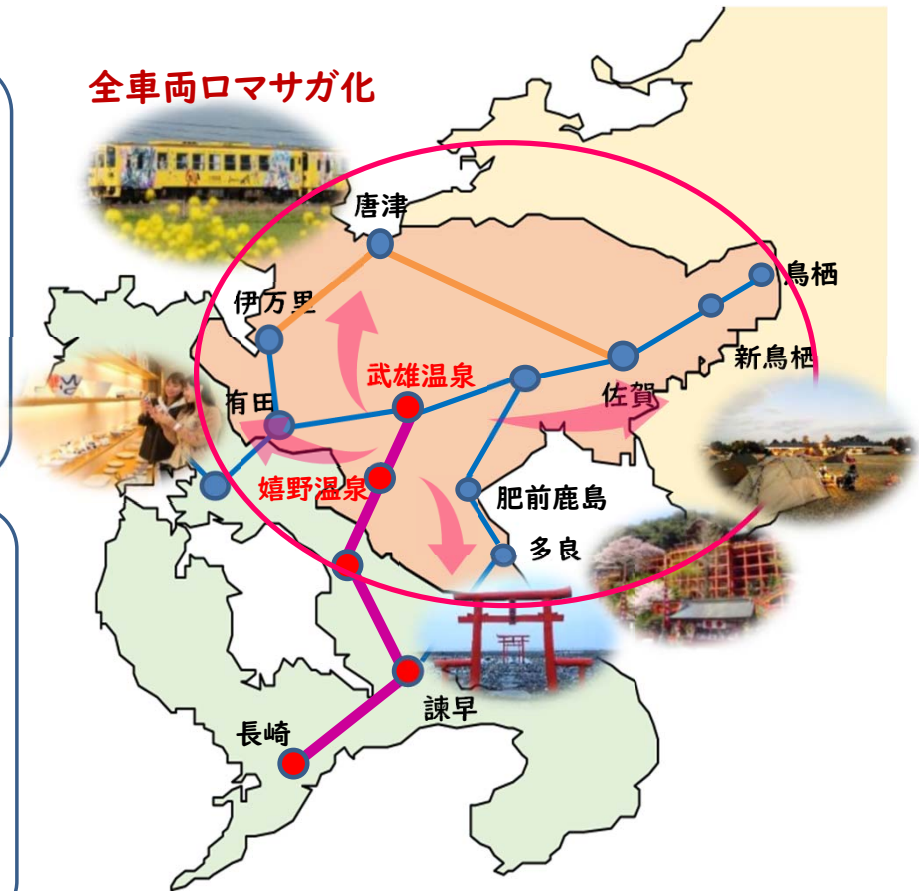 全車両ロマサガ化
唐津
鳥栖
伊万里
新鳥栖
武雄温泉
佐賀
有田
嬉野温泉
肥前鹿島
多良
諫早
長崎